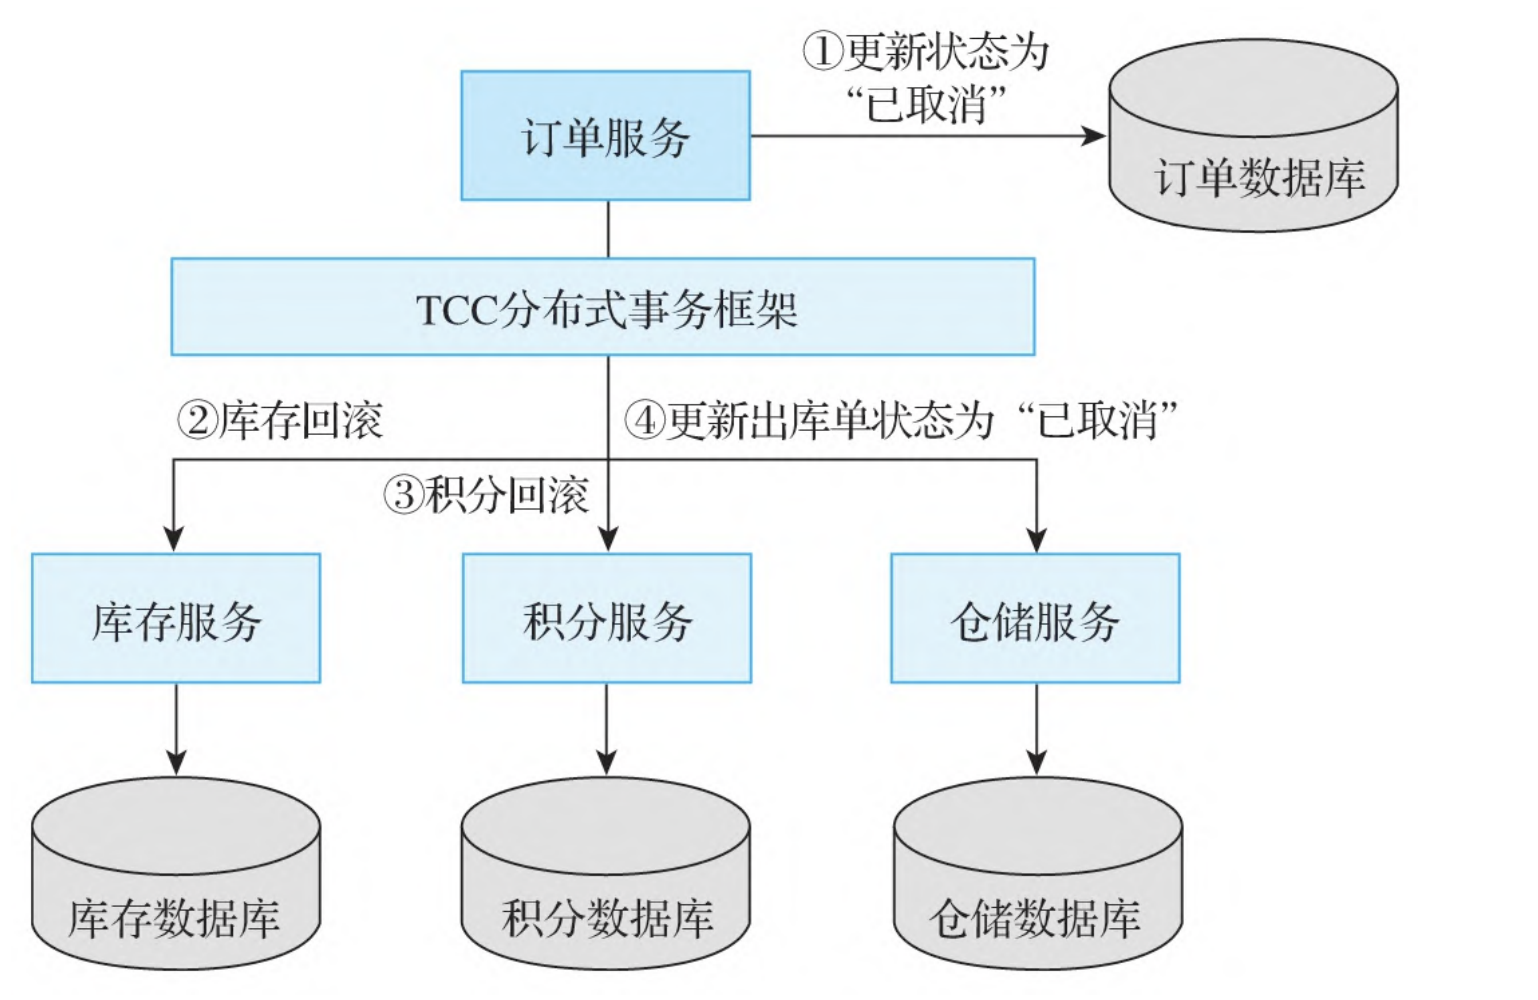 ①更新状态为
“已取消”
订单服务
订单数据库
TCC分布式事务框架
②库存回滚
④更新出库单状态为“已取消”
③积分回滚
库存服务
积分服务
仓储服务
库存数据库
积分数据库
仓储数据库